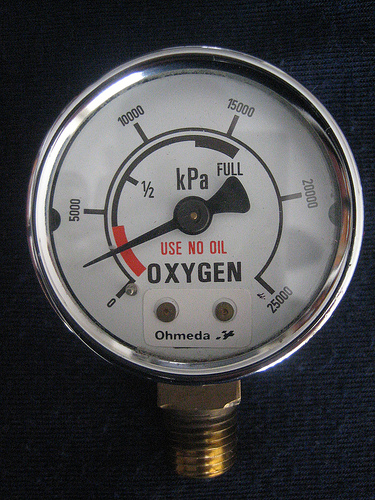 10000
15000
5000
½
kPa
FULL
20000
USE NO OIL
OXYGEN
0
25000
Ohmeda